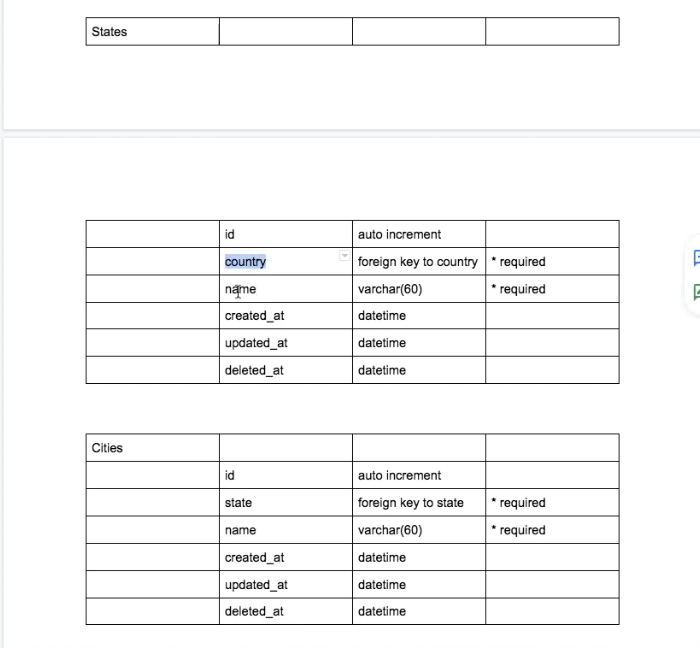 States
id auto increment
country foreign key to country * required
name varchar(60) * required
created_at datetime
updated_at datetime
deleted_at datetime
Cities
id auto increment
state foreign key to state * required
name varchar(60) * required
created_at datetime
updated_at datetime
deleted_at datetime